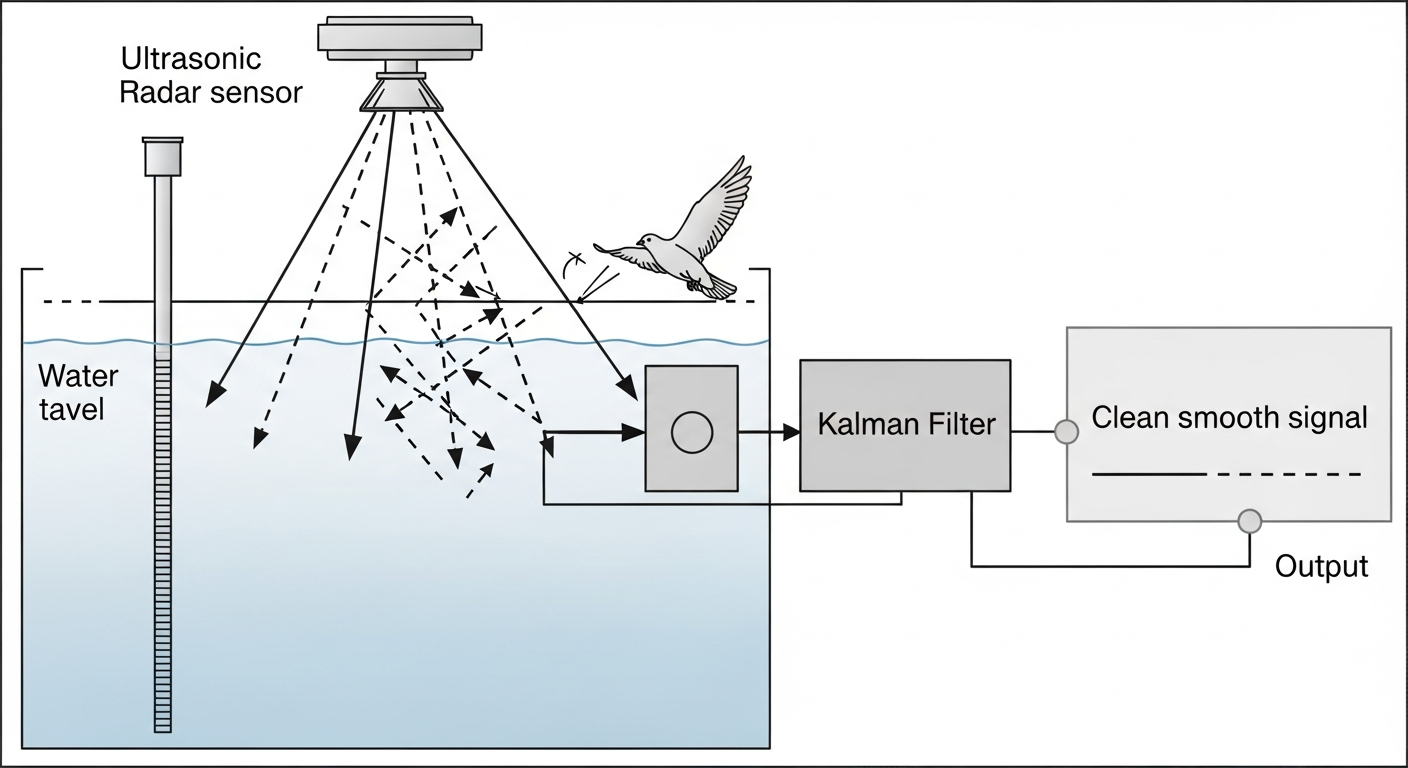 Ultrasonic
Radar sensor
Water
tavel
Kalman Filter
Clean smooth signal
Output